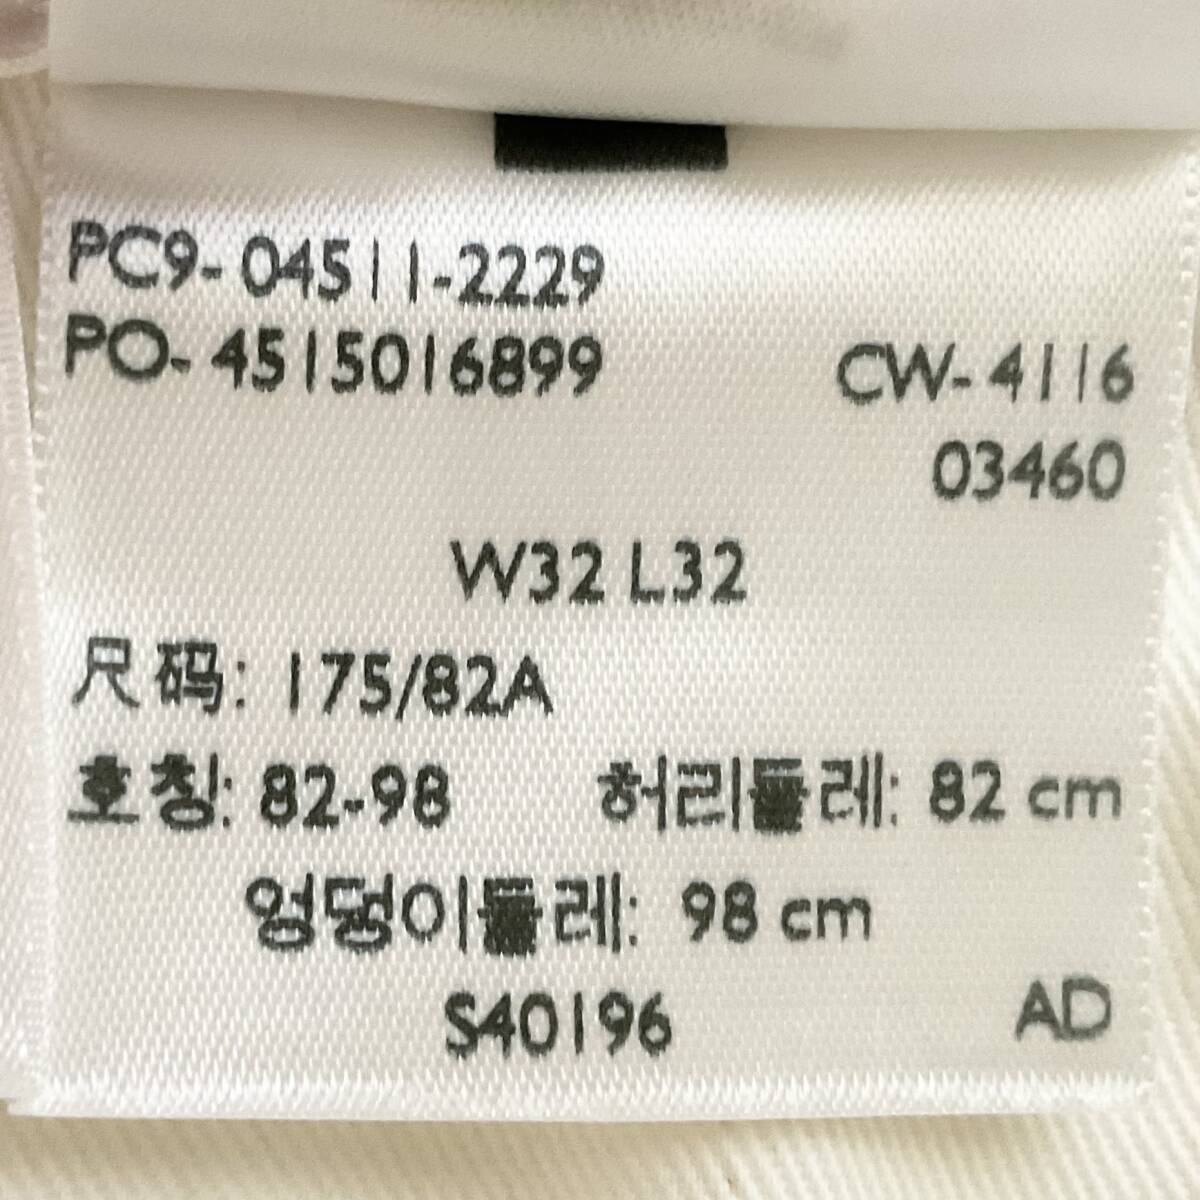 PC9-04511-2229
PO-4515016899 CW-4116
03460
W32 L32
尺码: 175/82A
호칭: 82-98 허리둘레: 82 cm
엉덩이둘레: 98 cm
S40196 AD